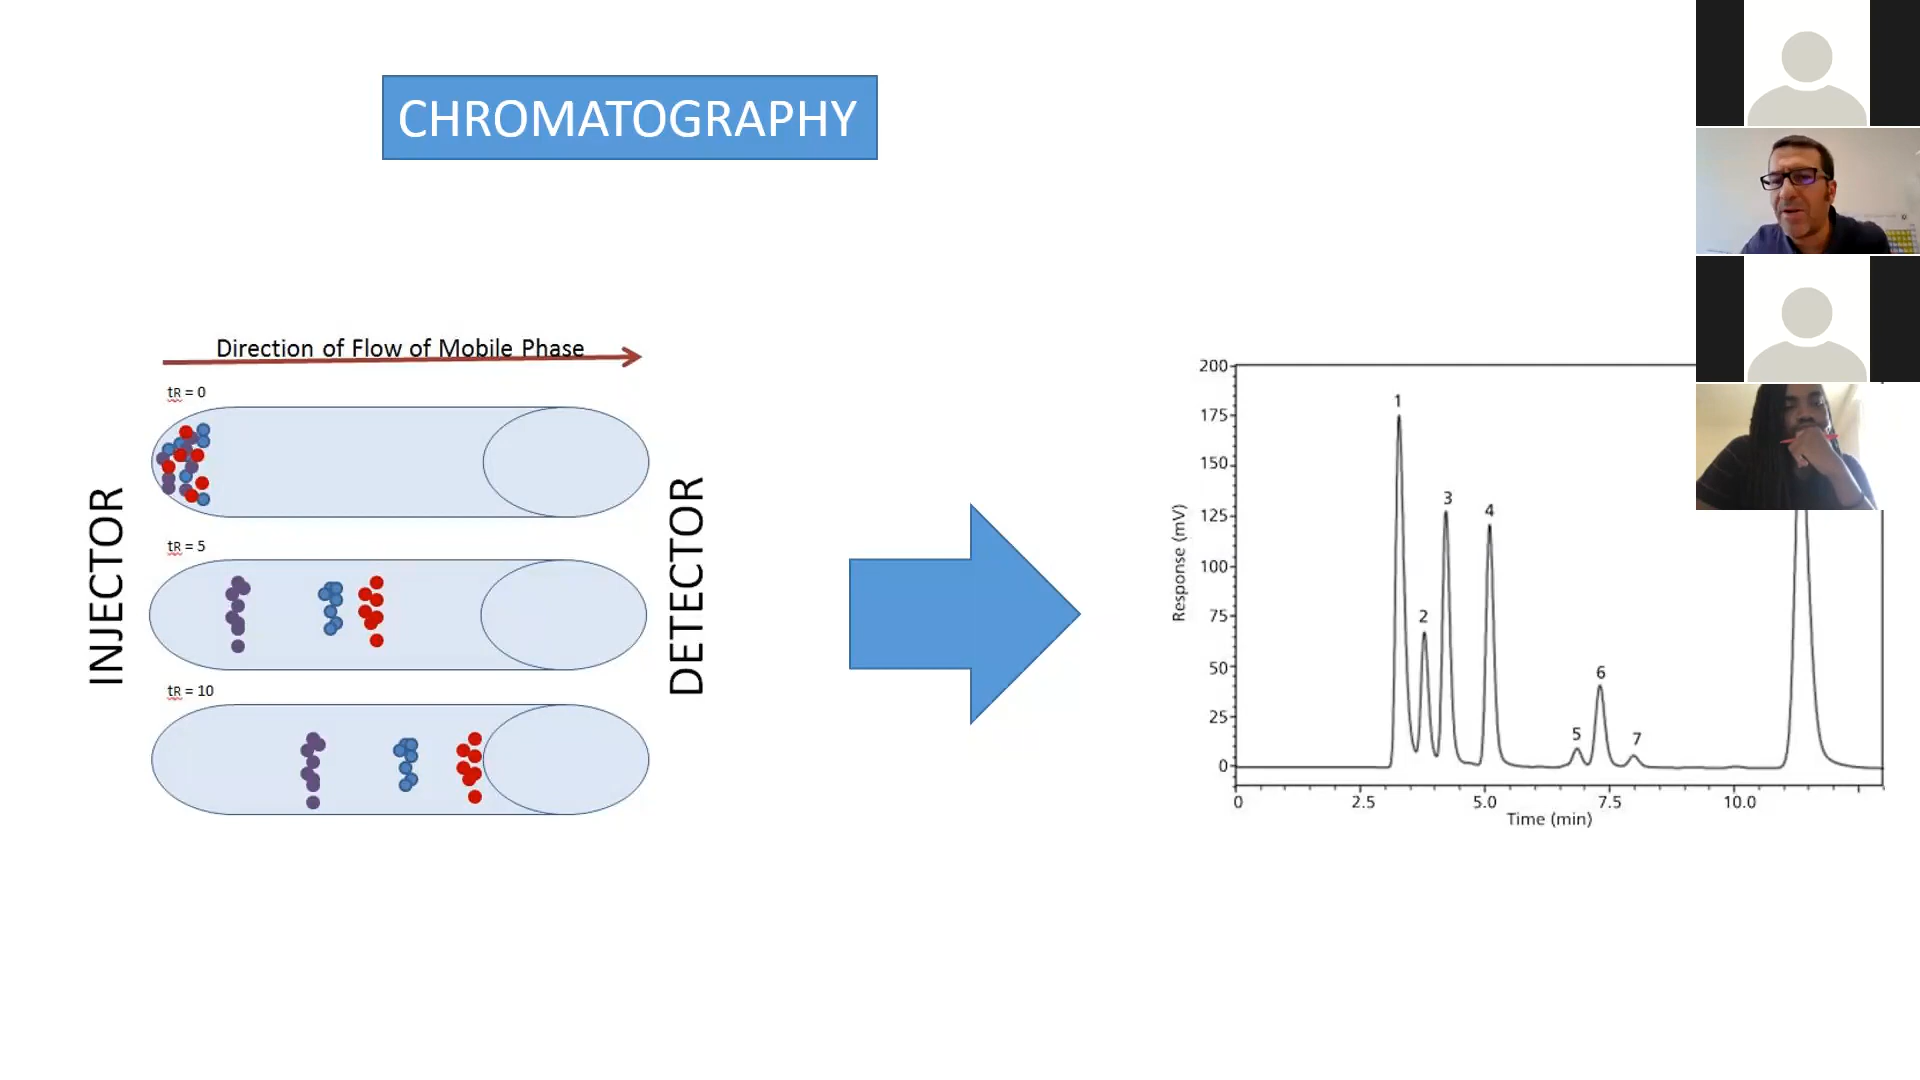 CHROMATOGRAPHY
Direction of Flow of Mobile Phase
tR = 0
tR = 5
tR = 10
INJECTOR
DETECTOR
200
175
150
125
100
75
50
25
0
Response (mV)
1
2
3
4
5
6
7
0
2.5
5.0
7.5
10.0
Time (min)